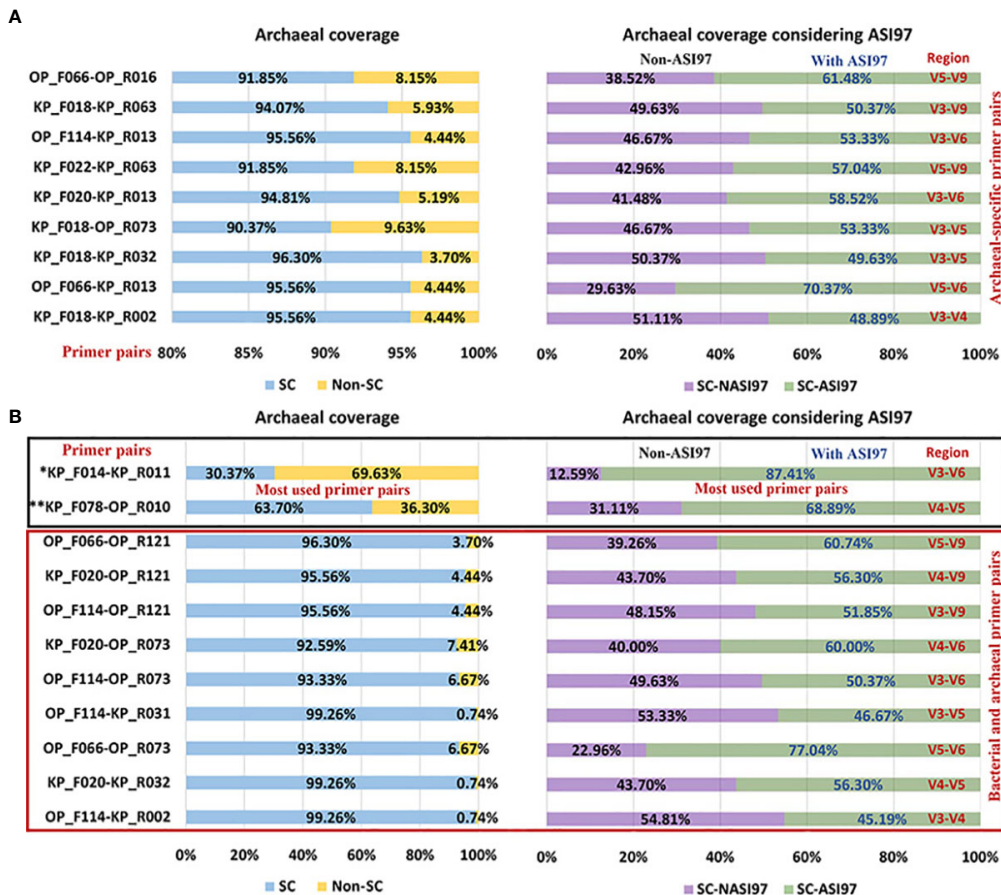 A
Archaeal coverage
Archaeal coverage considering ASI97
Non-ASI97 With ASI97 Region
OP_F066-OP_R016 91.85% 8.15% 38.52% 61.48% V5-V9
KP_F018-KP_R063 94.07% 5.93% 49.63% 50.37% V3-V9
OP_F114-KP_R013 95.56% 4.44% 46.67% 53.33% V3-V6
KP_F022-KP_R063 91.85% 8.15% 42.96% 57.04% V5-V9
KP_F020-KP_R013 94.81% 5.19% 41.48% 58.52% V3-V6
KP_F018-OP_R073 90.37% 9.63% 46.67% 53.33% V3-V5
KP_F018-KP_R032 96.30% 3.70% 50.37% 49.63% V3-V5
OP_F066-KP_R013 95.56% 4.44% 29.63% 70.37% V5-V6
KP_F018-KP_R002 95.56% 4.44% 51.11% 48.89% V3-V4
Archaeal-specific primer pairs
Primer pairs 80% 85% 90% 95% 100% 0% 20% 40% 60% 80% 100%
SC Non-SC SC-NASI97 SC-ASI97
B
Archaeal coverage
Archaeal coverage considering ASI97
Primer pairs Non-ASI97 With ASI97 Region
*KP_F014-KP_R011 30.37% 69.63% 12.59% 87.41% V3-V6
Most used primer pairs Most used primer pairs
**KP_F078-OP_R010 63.70% 36.30% 31.11% 68.89% V4-V5
OP_F066-OP_R121 96.30% 3.70% 39.26% 60.74% V5-V9
KP_F020-OP_R121 95.56% 4.44% 43.70% 56.30% V4-V9
OP_F114-OP_R121 95.56% 4.44% 48.15% 51.85% V3-V9
KP_F020-OP_R073 92.59% 7.41% 40.00% 60.00% V4-V6
OP_F114-OP_R073 93.33% 6.67% 49.63% 50.37% V3-V6
OP_F114-KP_R031 99.26% 0.74% 53.33% 46.67% V3-V5
OP_F066-OP_R073 93.33% 6.67% 22.96% 77.04% V5-V6
KP_F020-KP_R032 99.26% 0.74% 43.70% 56.30% V4-V5
OP_F114-KP_R002 99.26% 0.74% 54.81% 45.19% V3-V4
Bacterial and archaeal primer pairs
0% 20% 40% 60% 80% 100% 0% 20% 40% 60% 80% 100%
SC Non-SC SC-NASI97 SC-ASI97